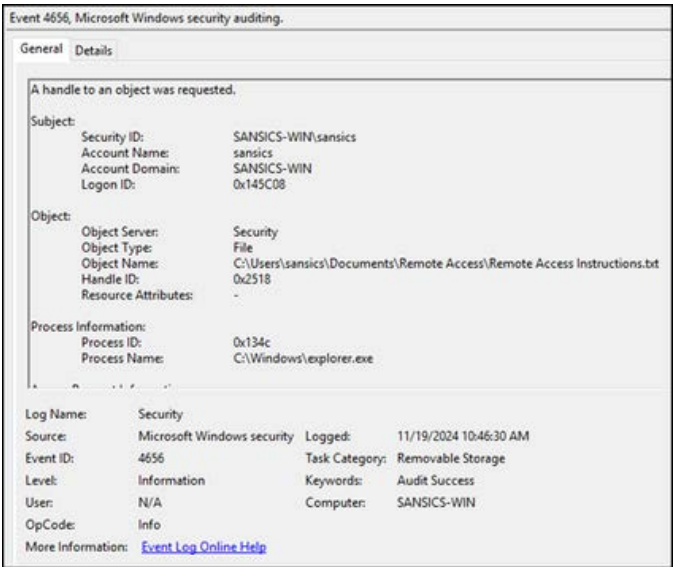 Event 4656, Microsoft Windows security auditing.
General Details
A handle to an object was requested.
Subject:
Security ID: SANSICS-WIN\sansics
Account Name: sansics
Account Domain: SANSICS-WIN
Logon ID: 0x145C08
Object:
Object Server: Security
Object Type: File
Object Name: C:\Users\sansics\Documents\Remote Access\Remote Access Instructions.txt
Handle ID: 0x2518
Resource Attributes: -
Process Information:
Process ID: 0x134c
Process Name: C:\Windows\explorer.exe
Log Name: Security
Source: Microsoft Windows security Logged: 11/19/2024 10:46:30 AM
Event ID: 4656 Task Category: Removable Storage
Level: Information Keywords: Audit Success
User: N/A Computer: SANSICS-WIN
OpCode: Info
More Information: Event Log Online Help